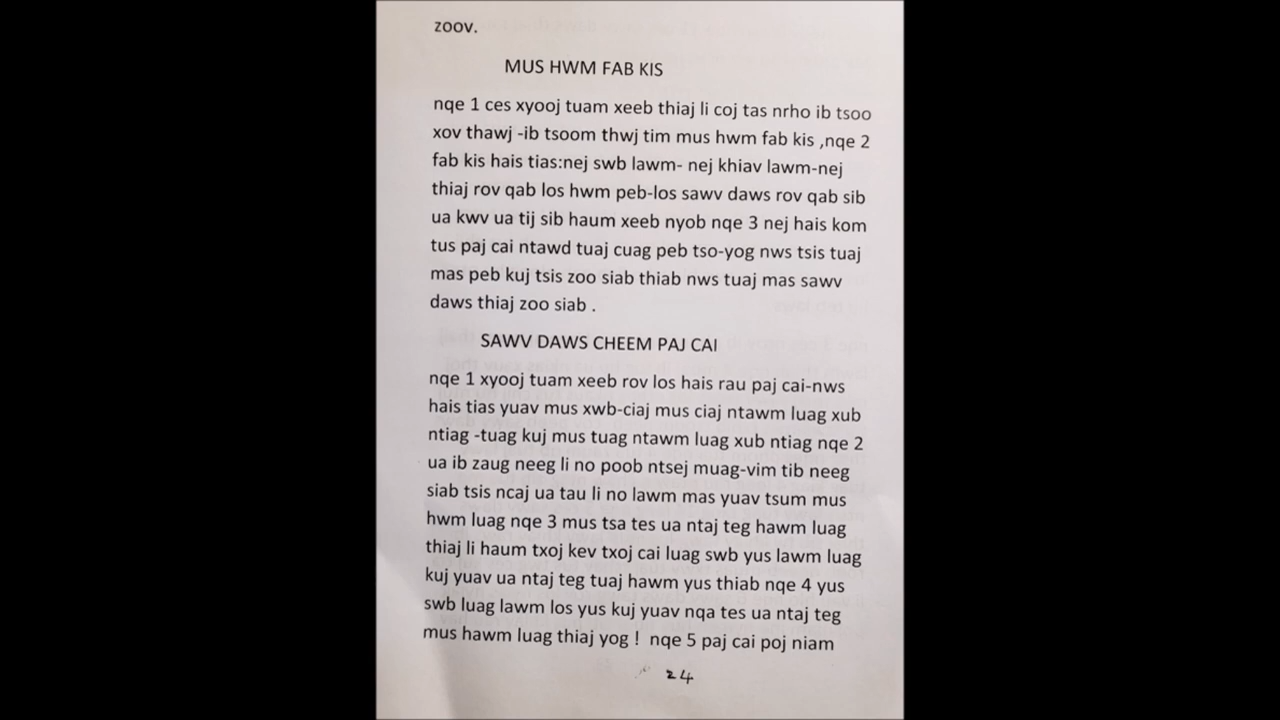 zoov.
MUS HWM FAB KIS
nqe 1 ces xyooj tuam xeeb thiaj li coj tas nrho ib tsoo
xov thawj -ib tsoom thwj tim mus hwm fab kis ,nqe 2
fab kis hais tias:nej swb lawm- nej khiav lawm-nej
thiaj rov qab los hwm peb-los sawv daws rov qab sib
ua kwv ua tij sib haum xeeb nyob nqe 3 nej hais kom
tus paj cai ntawd tuaj cuag peb tso-yog nws tsis tuaj
mas peb kuj tsis zoo siab thiab nws tuaj mas sawv
daws thiaj zoo siab .
SAWV DAWS CHEEM PAJ CAI
nqe 1 xyooj tuam xeeb rov los hais rau paj cai-nws
hais tias yuav mus xwb-ciaj mus ciaj ntawm luag xub
ntiag -tuag kuj mus tuag ntawm luag xub ntiag nqe 2
ua ib zaug neeg li no poob ntsej muag-vim tib neeg
siab tsis ncaj ua tau li no lawm mas yuav tsum mus
hwm luag nqe 3 mus tsa tes ua ntaj teg hawm luag
thiaj li haum txoj kev txoj cai luag swb yus lawm luag
kuj yuav ua ntaj teg tuaj hawm yus thiab nqe 4 yus
swb luag lawm los yus kuj yuav nqa tes ua ntaj teg
mus hawm luag thiaj yog ! nqe 5 paj cai poj niam
24